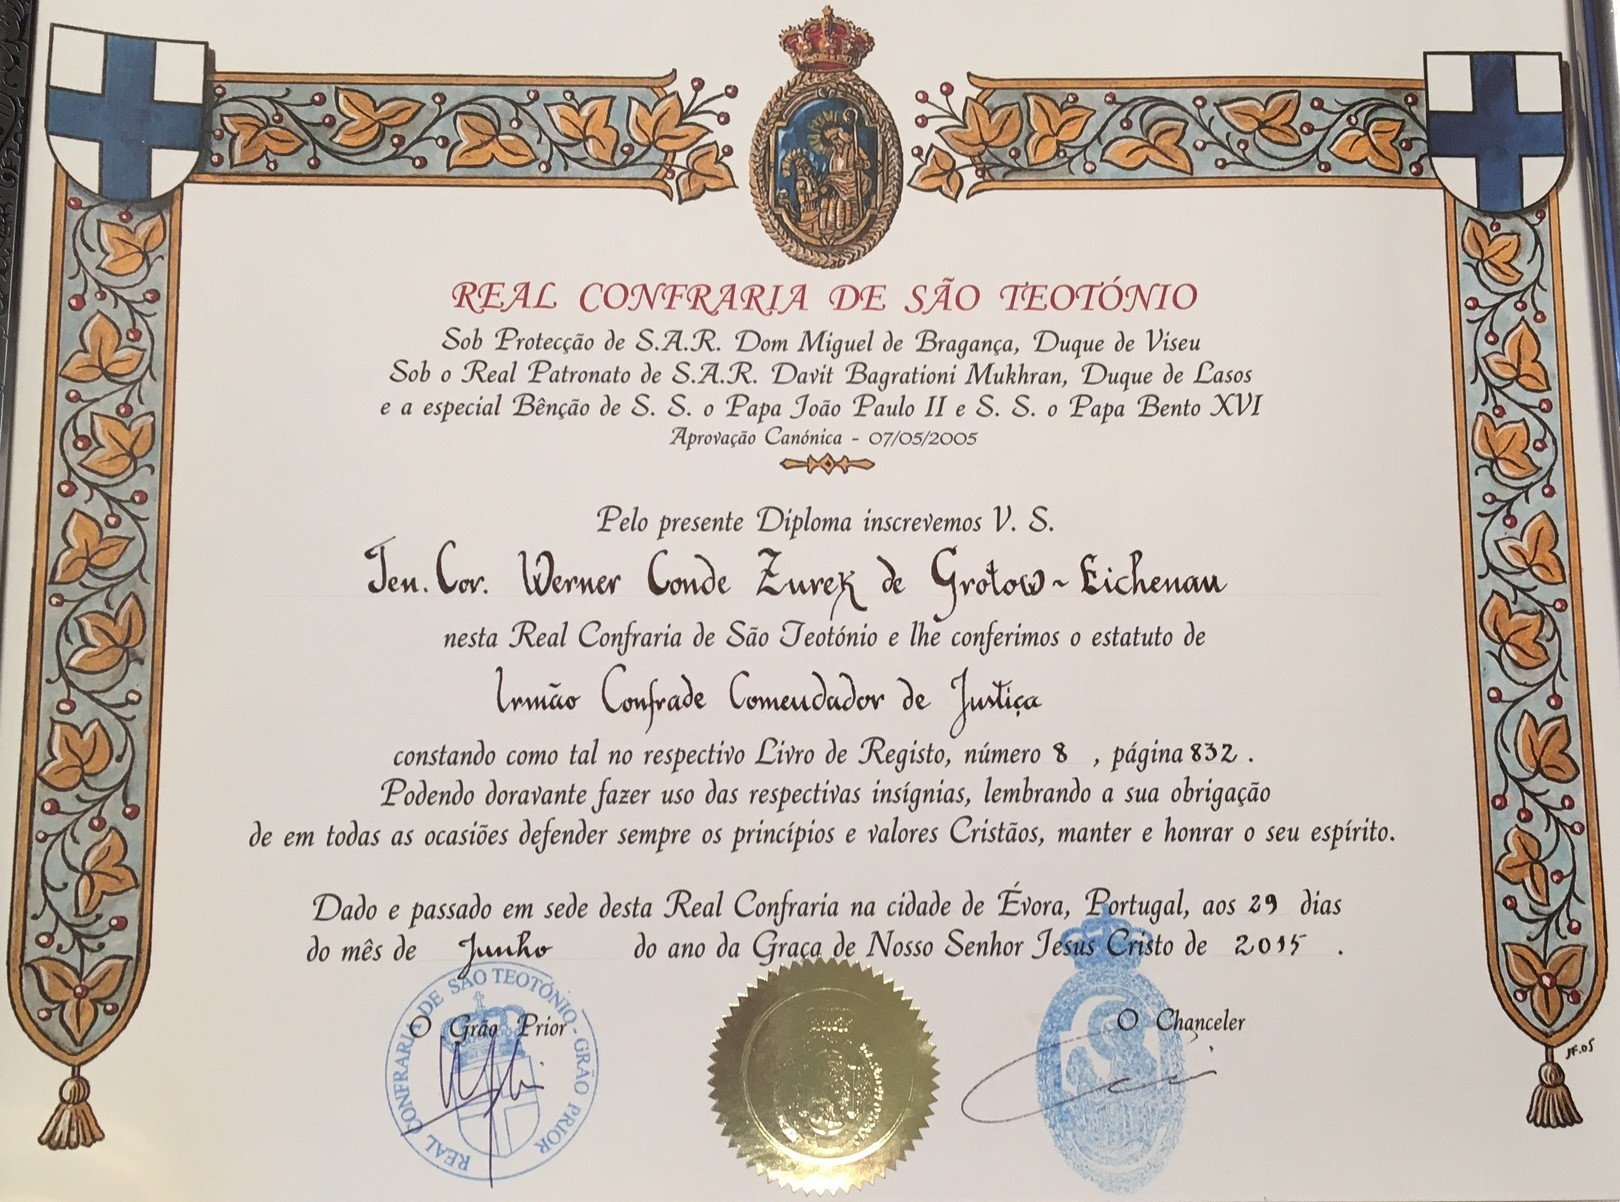 REAL CONFRARIA DE SÃO TEOTÓNIO
Sob Protecção de S.A.R. Dom Miguel de Bragança, Duque de Viseu
Sob o Real Patronato de S.A.R. Davit Bagrationi Mukhran, Duque de Lasos
e a especial Bênção de S. S. o Papa João Paulo II e S. S. o Papa Bento XVI
Aprovação Canónica - 07/05/2005
Pelo presente Diploma inscrevemos V. S.
Ten. Cor. Werner Conde Zurek de Grotow~Eichenau
nesta Real Confraria de São Teotónio e lhe conferimos o estatuto de
Irmão Confrade Comendador de Justiça
constando como tal no respectivo Livro de Registo, número 8 , página 832 .
Podendo doravante fazer uso das respectivas insígnias, lembrando a sua obrigação
de em todas as ocasiões defender sempre os princípios e valores Cristãos, manter e honrar o seu espírito.
Dado e passado em sede desta Real Confraria na cidade de Évora, Portugal, aos 29 dias
do mês de Junho do ano da Graça de Nosso Senhor Jesus Cristo de 2015 .
O Grão Prior
O Chanceler
REAL CONFRARIA DE SÃO TEOTÓNIO - GRÃO PRIOR
JF.05